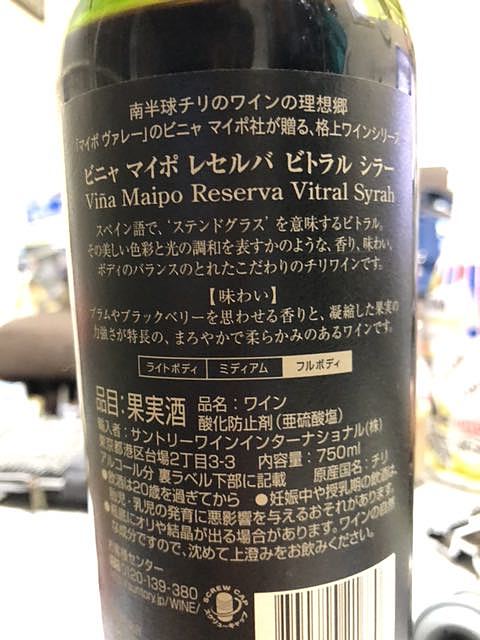 南半球チリのワインの理想郷
「マイポ ヴァレー」のビニャ マイポ社が贈る、格上ワインシリーズ
ビニャ マイポ レセルバ ビトラル シラー
Viña Maipo Reserva Vitral Syrah
スペイン語で、‘ステンドグラス’を意味するビトラル。
その美しい色彩と光の調和を表すかのような、香り、味わい、
ボディのバランスのとれたこだわりのチリワインです。
【味わい】
プラムやブラックベリーを思わせる香りと、凝縮した果実の
力強さが特長の、まろやかで柔らかみのあるワインです。
ライトボディ ミディアム フルボディ
品目:果実酒 品名:ワイン
酸化防止剤(亜硫酸塩)
輸入者:サントリーワインインターナショナル(株)
東京都港区台場2丁目3-3 内容量:750ml
アルコール分 裏ラベル下部に記載 原産国名:チリ
●飲酒は20歳を過ぎてから ●妊娠中や授乳期の飲酒は、
胎児・乳児の発育に悪影響を与えるおそれがあります。
●瓶底にオリや結晶が出る場合があります。ワインの自然
な成分ですので、沈めて上澄みをお飲みください。
お客様センター
0120-139-380
suntory.jp/WINE/
SCREW CAP
スクリューキャップ